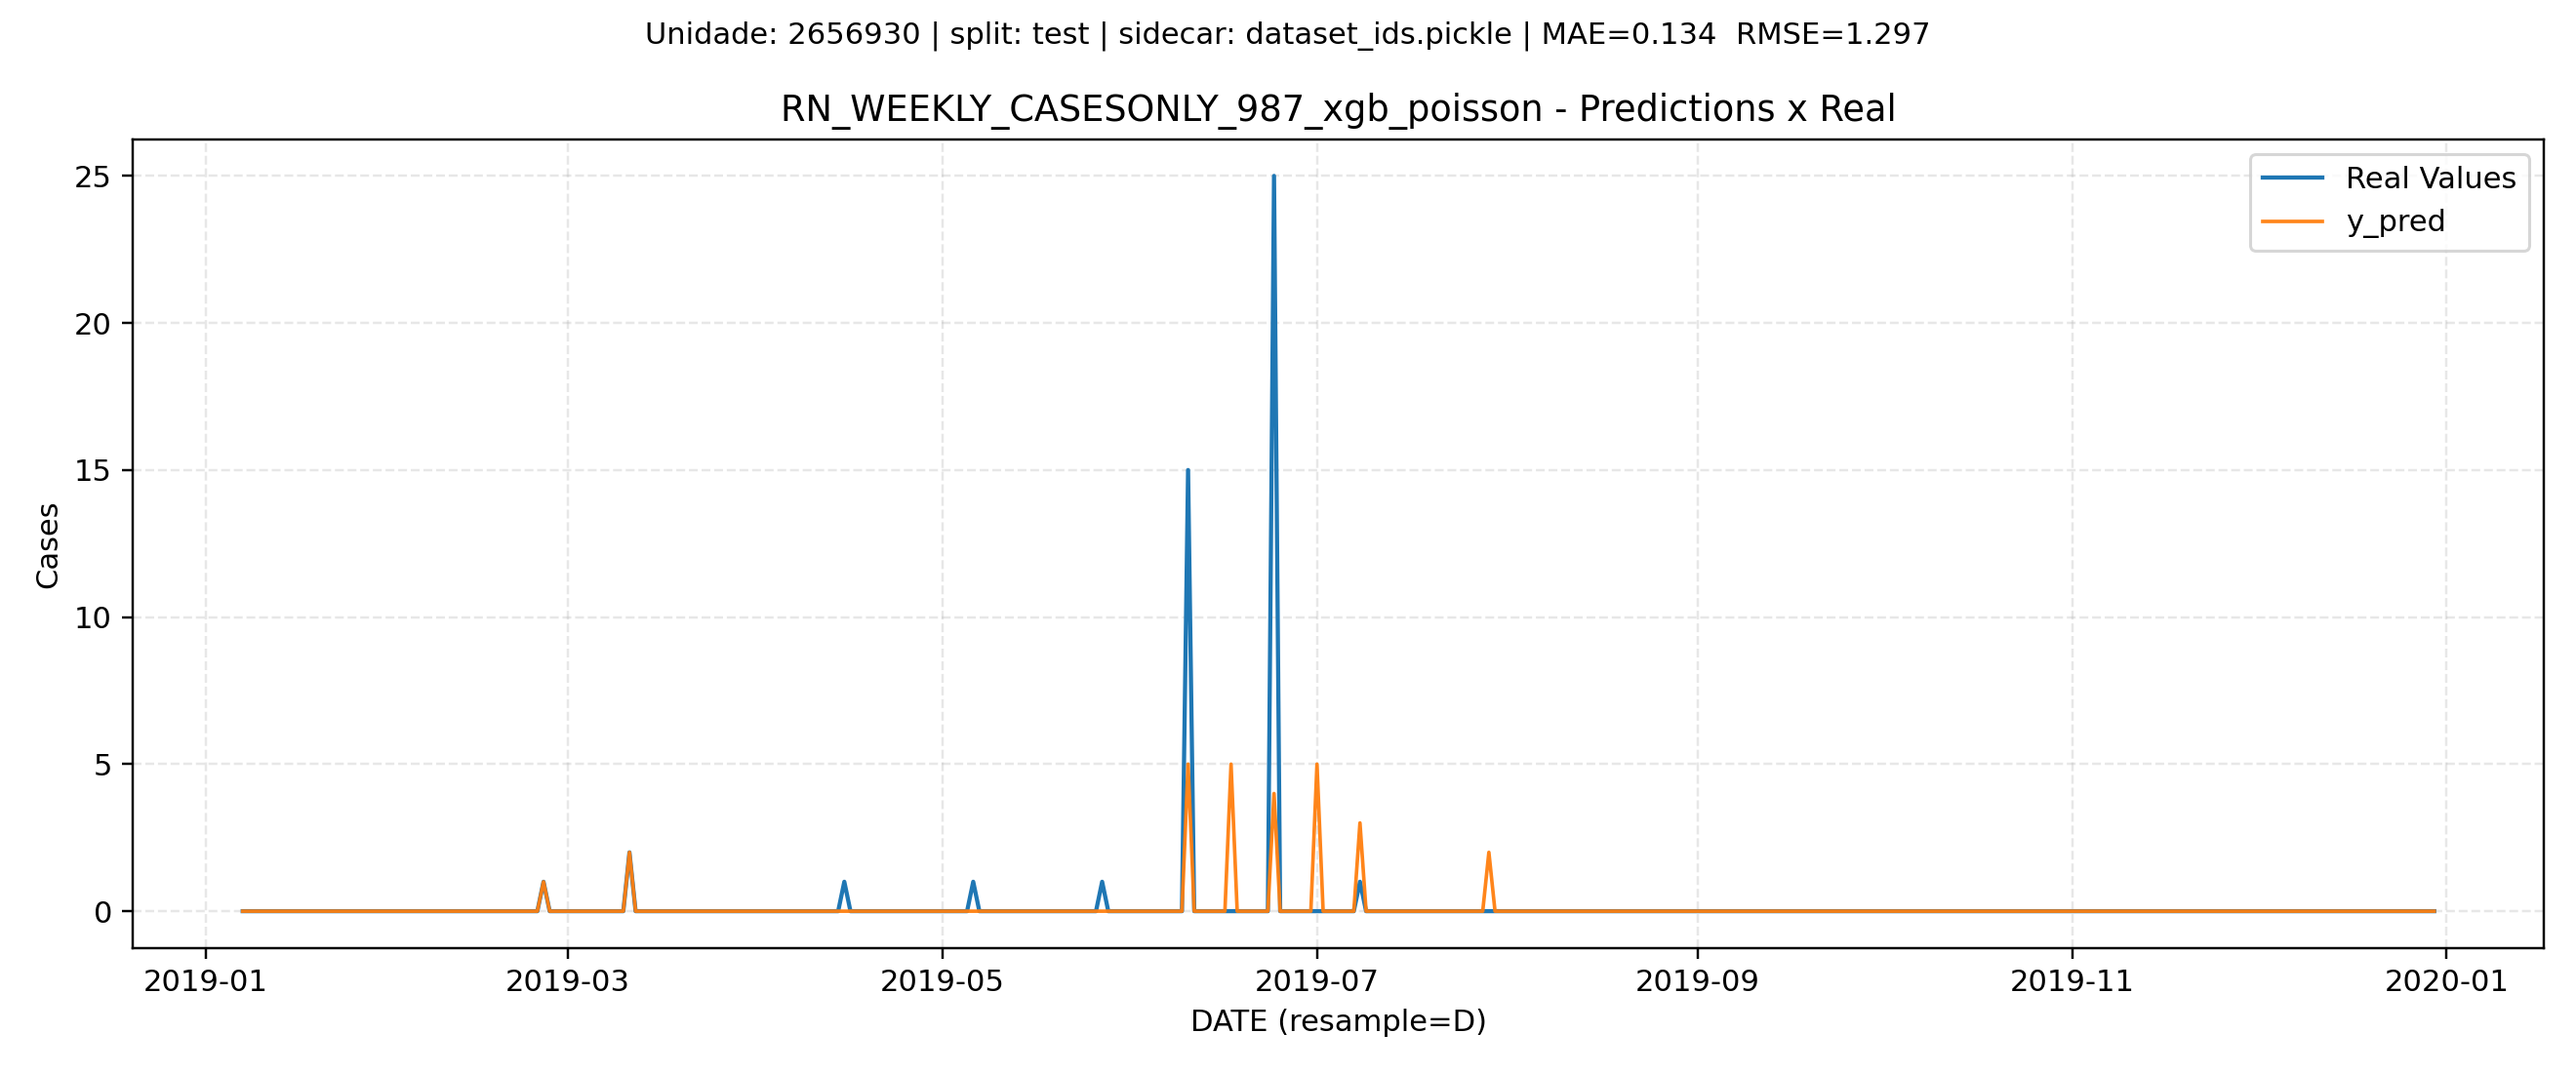 Unidade: 2656930 | split: test | sidecar: dataset_ids.pickle | MAE=0.134  RMSE=1.297
RN_WEEKLY_CASESONLY_987_xgb_poisson - Predictions x Real
25
20
15
10
5
0
Cases
Real Values
y_pred
2019-01
2019-03
2019-05
2019-07
2019-09
2019-11
2020-01
DATE (resample=D)